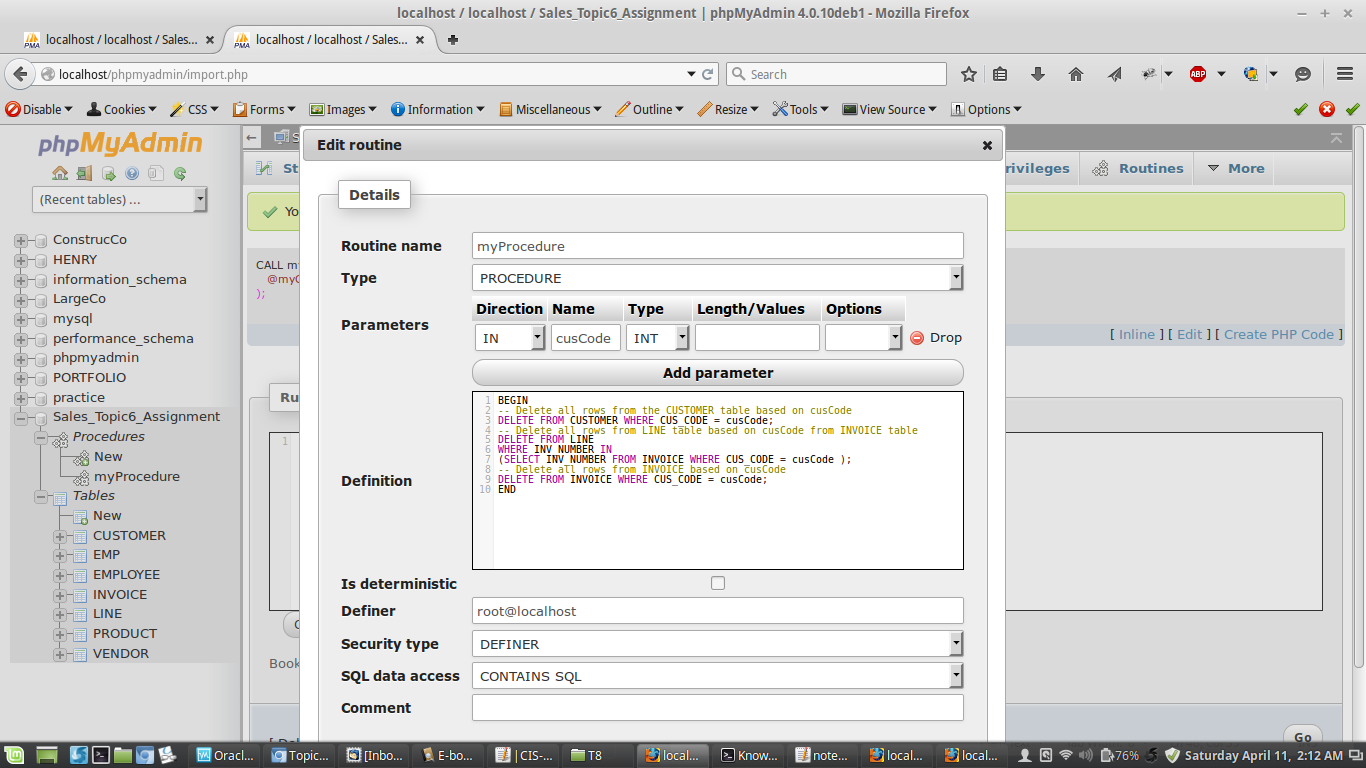 localhost / localhost / Sales_Topic6_Assignment | phpMyAdmin 4.0.10deb1 - Mozilla Firefox
localhost / localhost / Sales...
localhost / localhost / Sales...
localhost/phpmyadmin/import.php
Search
ABP
Disable Cookies CSS Forms Images Information Miscellaneous Outline Resize Tools View Source Options
phpMyAdmin
(Recent tables) ...
ConstrucCo
HENRY
information_schema
LargeCo
mysql
performance_schema
phpmyadmin
PORTFOLIO
practice
Sales_Topic6_Assignment
Procedures
New
myProcedure
Tables
New
CUSTOMER
EMP
EMPLOYEE
INVOICE
LINE
PRODUCT
VENDOR
S
St
rivileges
Routines
More
Yo
CALL m
@myC
);
[ Inline ] [ Edit ] [ Create PHP Code ]
Ru
1
Book
Go
Edit routine
Details
Routine name
myProcedure
Type
PROCEDURE
Parameters
Direction Name Type Length/Values Options
IN cusCode INT Drop
Add parameter
Definition
1 BEGIN
2 -- Delete all rows from the CUSTOMER table based on cusCode
3 DELETE FROM CUSTOMER WHERE CUS_CODE = cusCode;
4 -- Delete all rows from LINE table based on cusCode from INVOICE table
5 DELETE FROM LINE
6 WHERE INV_NUMBER IN
7 (SELECT INV_NUMBER FROM INVOICE WHERE CUS_CODE = cusCode );
8 -- Delete all rows from INVOICE based on cusCode
9 DELETE FROM INVOICE WHERE CUS_CODE = cusCode;
10 END
Is deterministic
Definer
root@localhost
Security type
DEFINER
SQL data access
CONTAINS SQL
Comment
Oracl... Topic... [Inbo... E-bo... |CIS-... T8 local... Know... note... local... local... 76% Saturday April 11, 2:12 AM